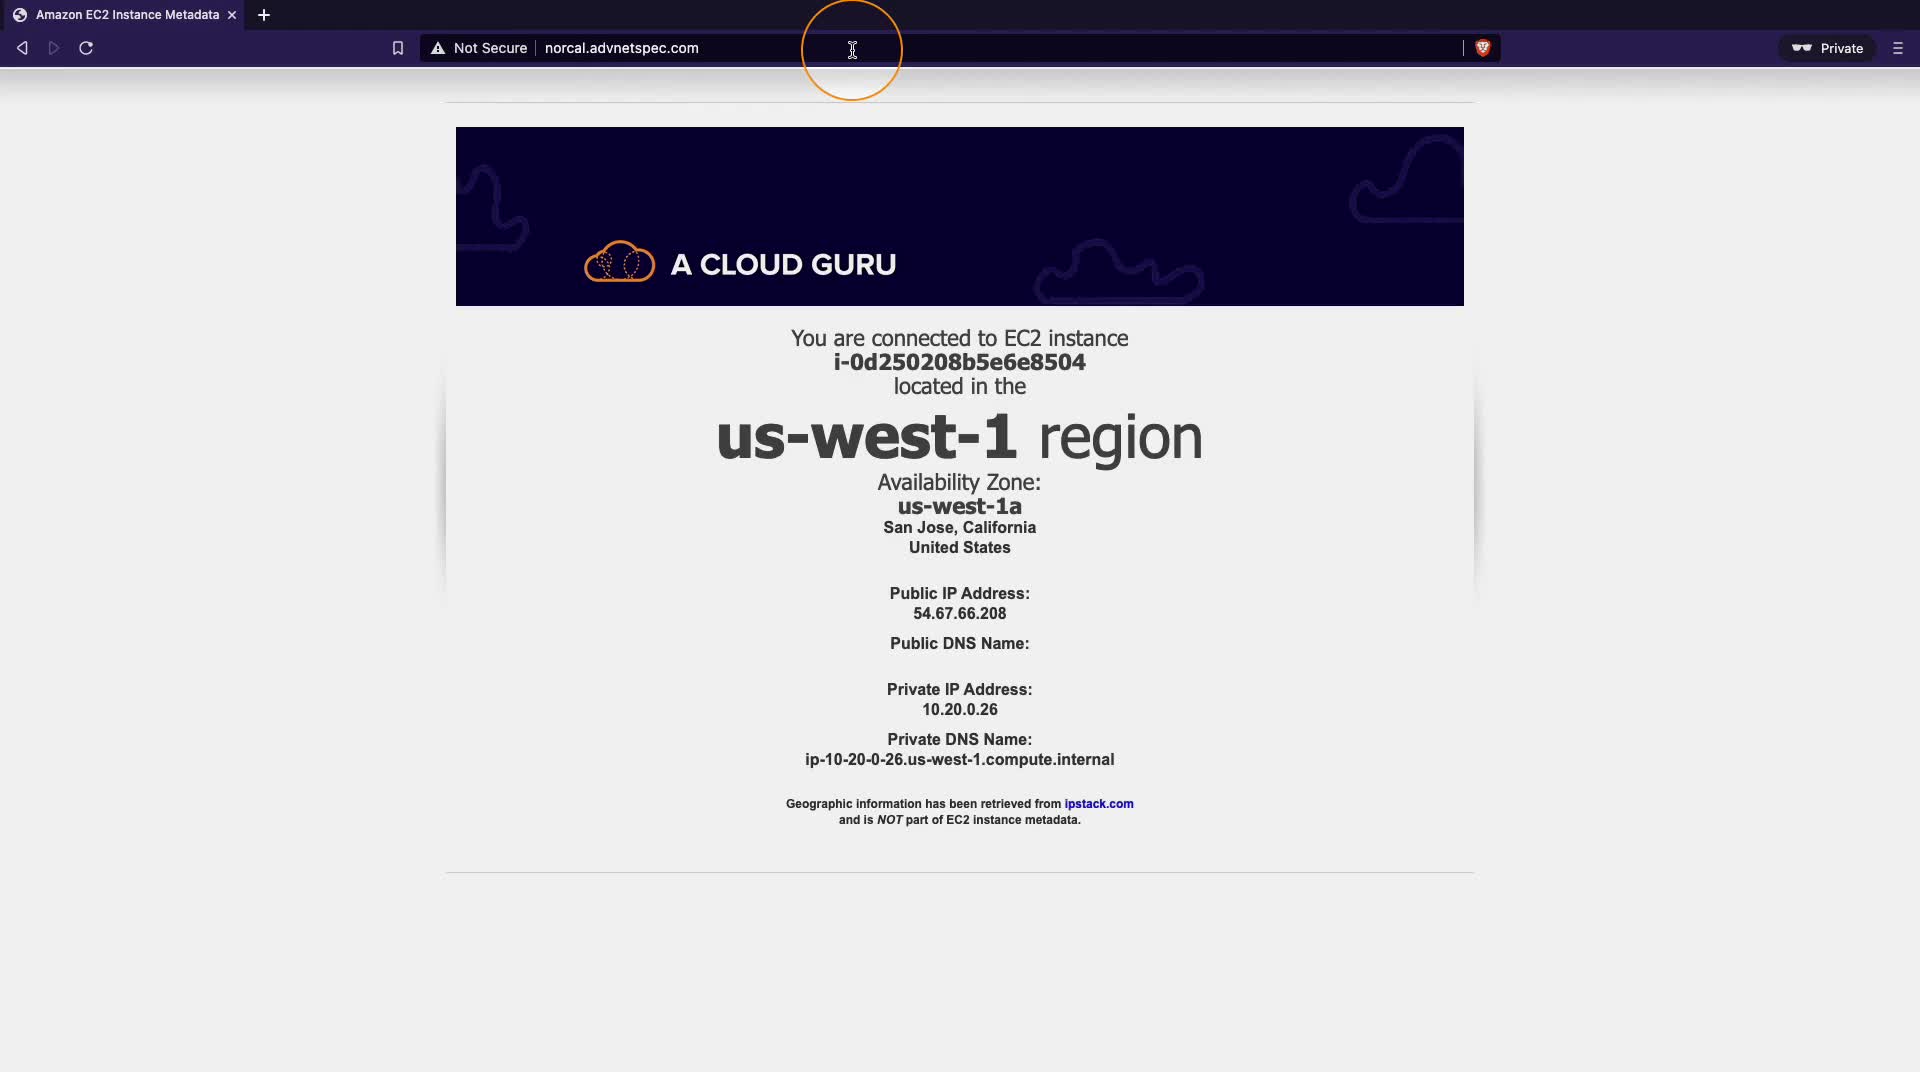 Amazon EC2 Instance Metadata
Not Secure norcal.advnetspec.com
Private
A CLOUD GURU
You are connected to EC2 instance
i-0d250208b5e6e8504
located in the
us-west-1 region
Availability Zone:
us-west-1a
San Jose, California
United States
Public IP Address:
54.67.66.208
Public DNS Name:
Private IP Address:
10.20.0.26
Private DNS Name:
ip-10-20-0-26.us-west-1.compute.internal
Geographic information has been retrieved from ipstack.com
and is NOT part of EC2 instance metadata.